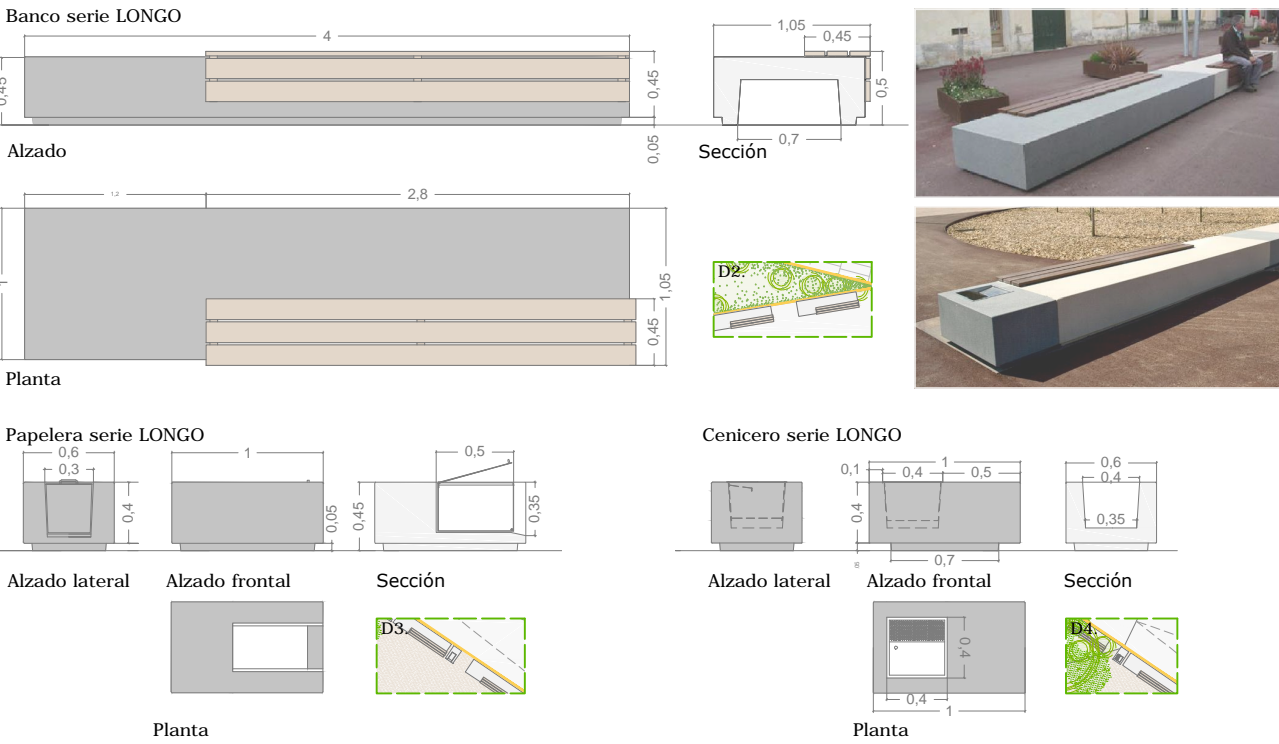 Banco serie LONGO
4
0,45
0,45
0,05
Alzado
1,05
0,45
0,5
0,7
Sección
1,2
2,8
1
0,45
1,05
Planta
D2.
Papelera serie LONGO
0,6
0,3
0,4
Alzado lateral
1
0,05
Alzado frontal
0,5
0,45
0,35
Sección
Planta
D3.
Cenicero serie LONGO
Alzado lateral
1
0,1
0,4
0,5
0,4
0,7
Alzado frontal
0,6
0,4
0,35
Sección
0,4
0,4
1
Planta
D4.